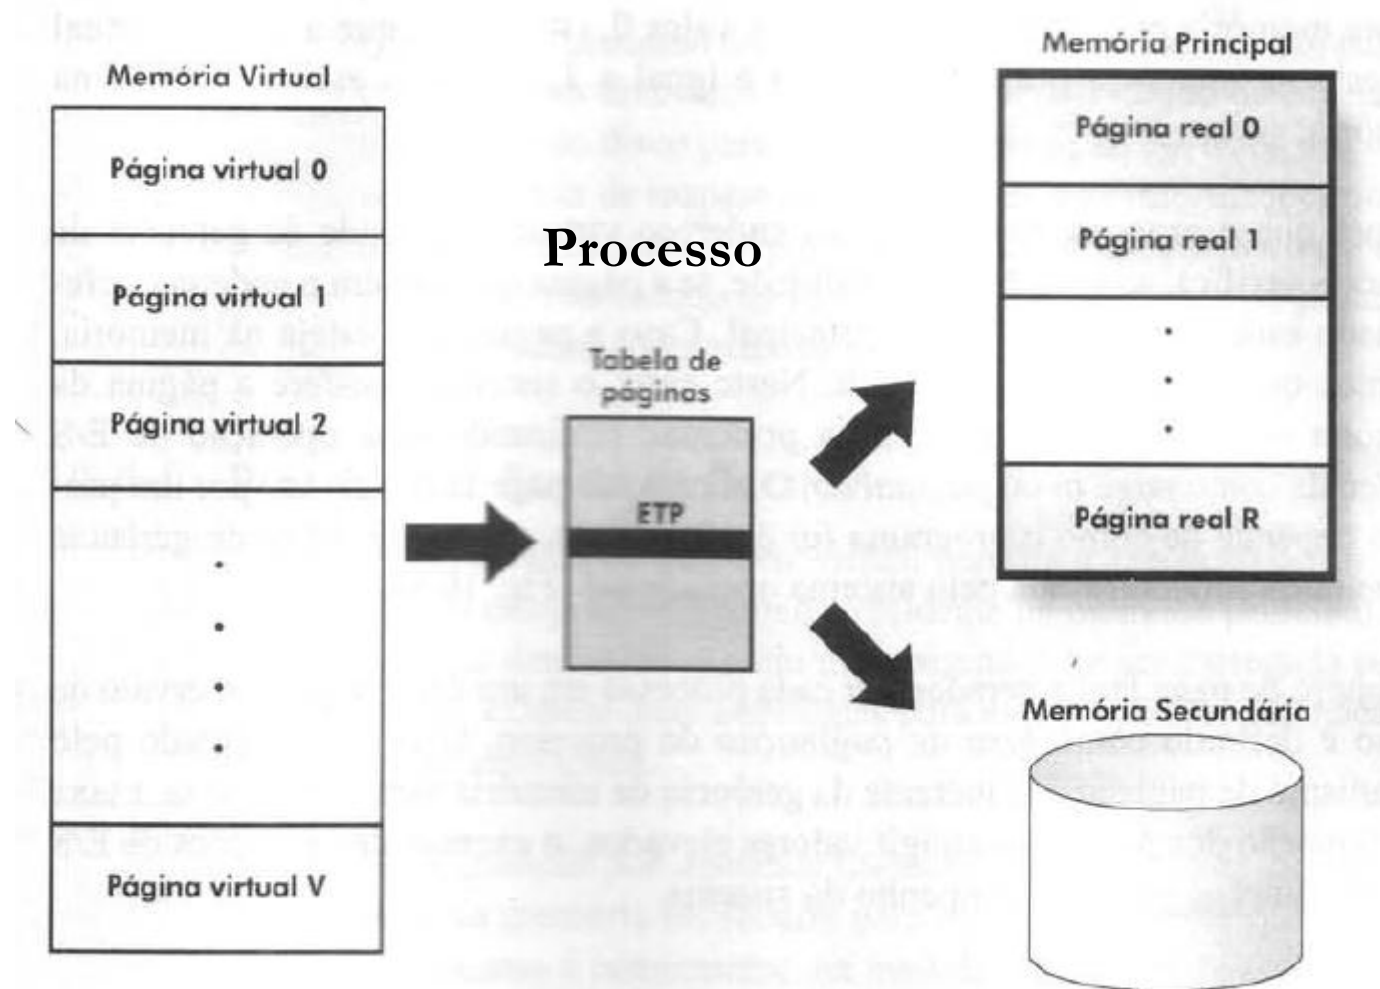 Memória Virtual
Página virtual 0
Página virtual 1
Página virtual 2
Página virtual V
Processo
Tabela de
páginas
ETP
Memória Principal
Página real 0
Página real 1
Página real R
Memória Secundária